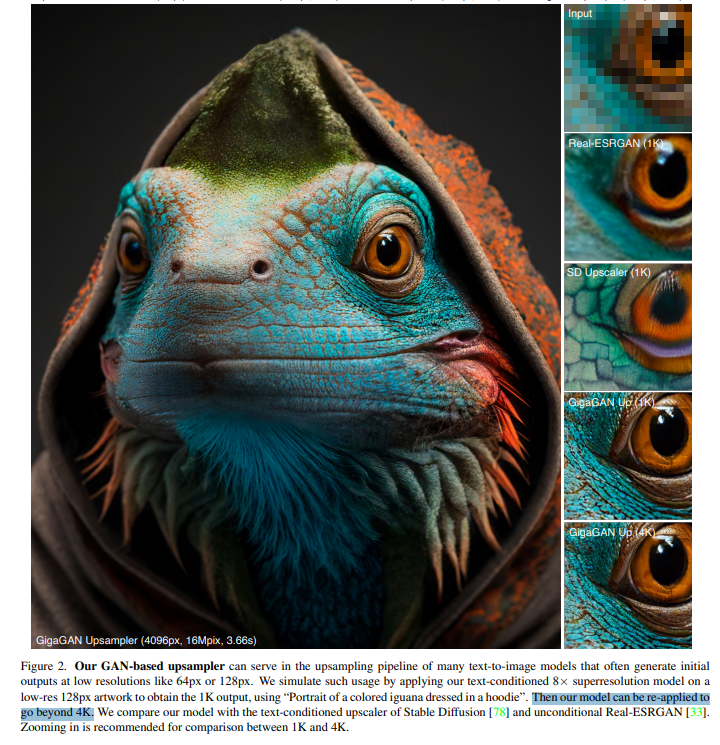 Input
Real-ESRGAN (1K)
SD Upscaler (1K)
GigaGAN Up (1K)
GigaGAN Up (4K)
GigaGAN Upsampler (4096px, 16Mpix, 3.66s)
Figure 2. Our GAN-based upsampler can serve in the upsampling pipeline of many text-to-image models that often generate initial
outputs at low resolutions like 64px or 128px. We simulate such usage by applying our text-conditioned 8× superresolution model on a
low-res 128px artwork to obtain the 1K output, using “Portrait of a colored iguana dressed in a hoodie”. Then our model can be re-applied to
go beyond 4K. We compare our model with the text-conditioned upscaler of Stable Diffusion [78] and unconditional Real-ESRGAN [33].
Zooming in is recommended for comparison between 1K and 4K.